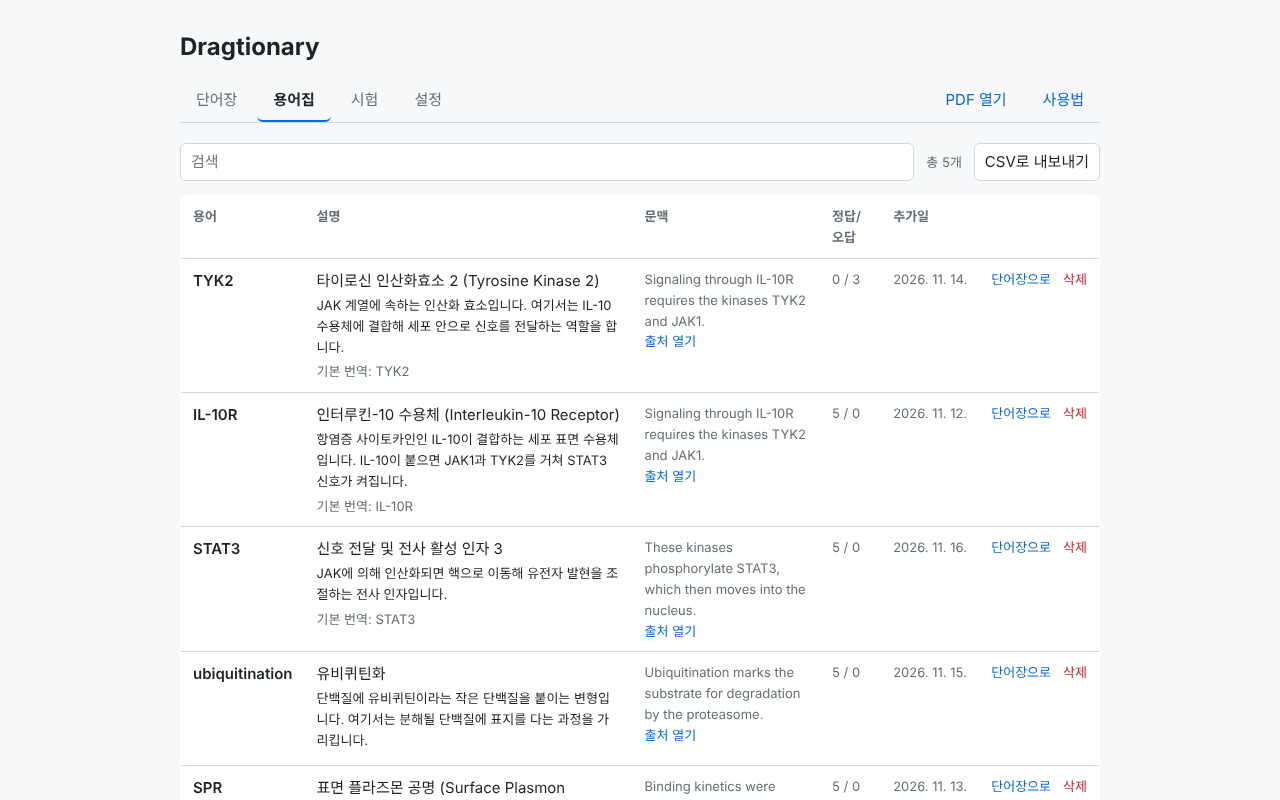 Dragtionary
단어장 용어집 시험 설정 PDF 열기 사용법
검색 총 5개 CSV로 내보내기
용어 설명 문맥 정답/ 추가일
오답
TYK2 타이로신 인산화효소 2 (Tyrosine Kinase 2) Signaling through IL-10R 0 / 3 2026. 11. 14. 단어장으로 삭제
JAK 계열에 속하는 인산화 효소입니다. 여기서는 IL-10 requires the kinases TYK2
수용체에 결합해 세포 안으로 신호를 전달하는 역할을 합 and JAK1.
니다. 출처 열기
기본 번역: TYK2
IL-10R 인터루킨-10 수용체 (Interleukin-10 Receptor) Signaling through IL-10R 5 / 0 2026. 11. 12. 단어장으로 삭제
항염증 사이토카인인 IL-10이 결합하는 세포 표면 수용체 requires the kinases TYK2
입니다. IL-10이 붙으면 JAK1과 TYK2를 거쳐 STAT3 and JAK1.
신호가 켜집니다. 출처 열기
기본 번역: IL-10R
STAT3 신호 전달 및 전사 활성 인자 3 These kinases 5 / 0 2026. 11. 16. 단어장으로 삭제
JAK에 의해 인산화되면 핵으로 이동해 유전자 발현을 조 phosphorylate STAT3,
절하는 전사 인자입니다. which then moves into the
기본 번역: STAT3 nucleus.
출처 열기
ubiquitination 유비퀴틴화 Ubiquitination marks the 5 / 0 2026. 11. 15. 단어장으로 삭제
단백질에 유비퀴틴이라는 작은 단백질을 붙이는 변형입 substrate for degradation
니다. 여기서는 분해될 단백질에 표지를 다는 과정을 가 by the proteasome.
리킵니다. 출처 열기
SPR 표면 플라즈몬 공명 (Surface Plasmon Binding kinetics were 5 / 0 2026. 11. 13. 단어장으로 삭제